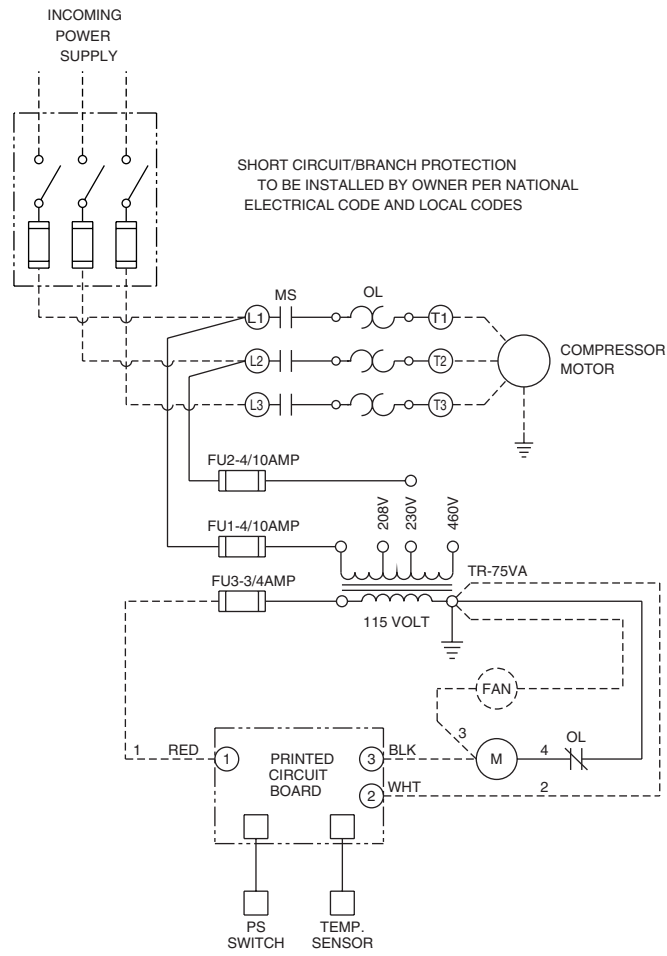 INCOMING
POWER
SUPPLY
SHORT CIRCUIT/BRANCH PROTECTION
TO BE INSTALLED BY OWNER PER NATIONAL
ELECTRICAL CODE AND LOCAL CODES
MS
OL
L1
T1
L2
T2
COMPRESSOR
MOTOR
L3
T3
FU2-4/10AMP
208V
230V
460V
FU1-4/10AMP
TR-75VA
FU3-3/4AMP
115 VOLT
FAN
3
OL
1
RED
1
PRINTED
CIRCUIT
BOARD
3
BLK
M
4
2
WHT
2
PS
SWITCH
TEMP.
SENSOR